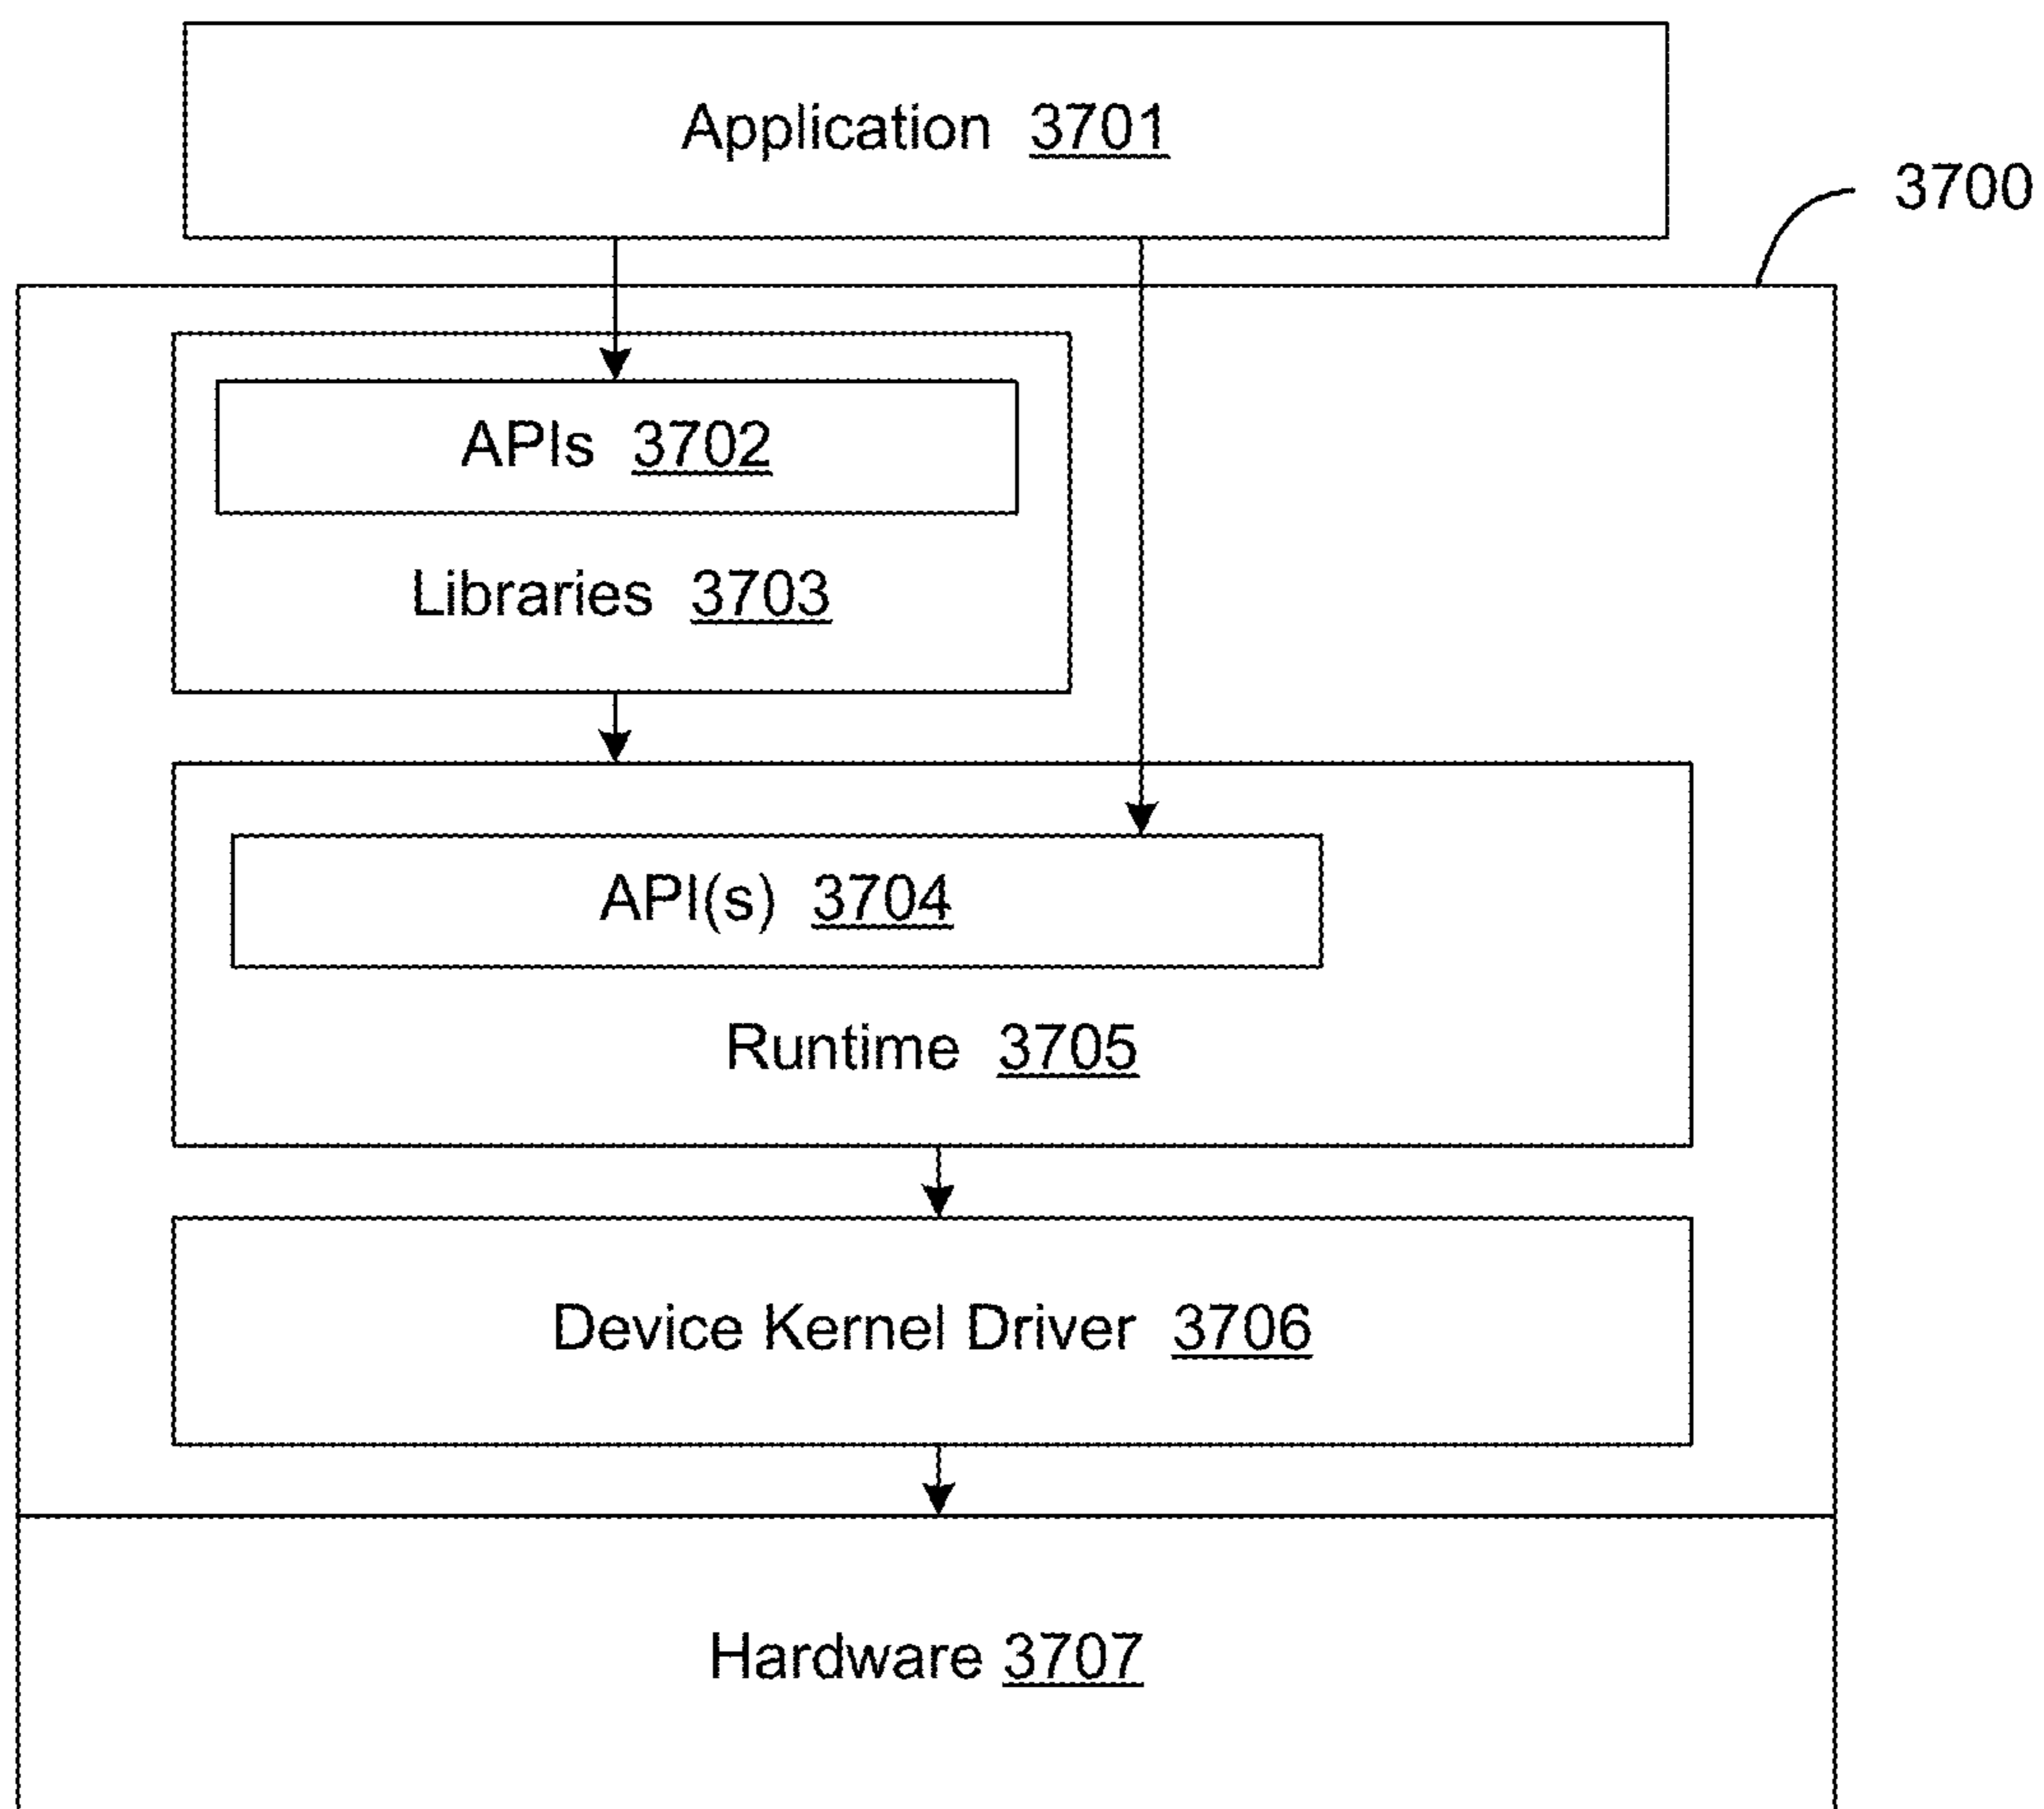 Application 3701
3700
APIs 3702
Libraries 3703
API(s) 3704
Runtime 3705
Device Kernel Driver 3706
Hardware 3707